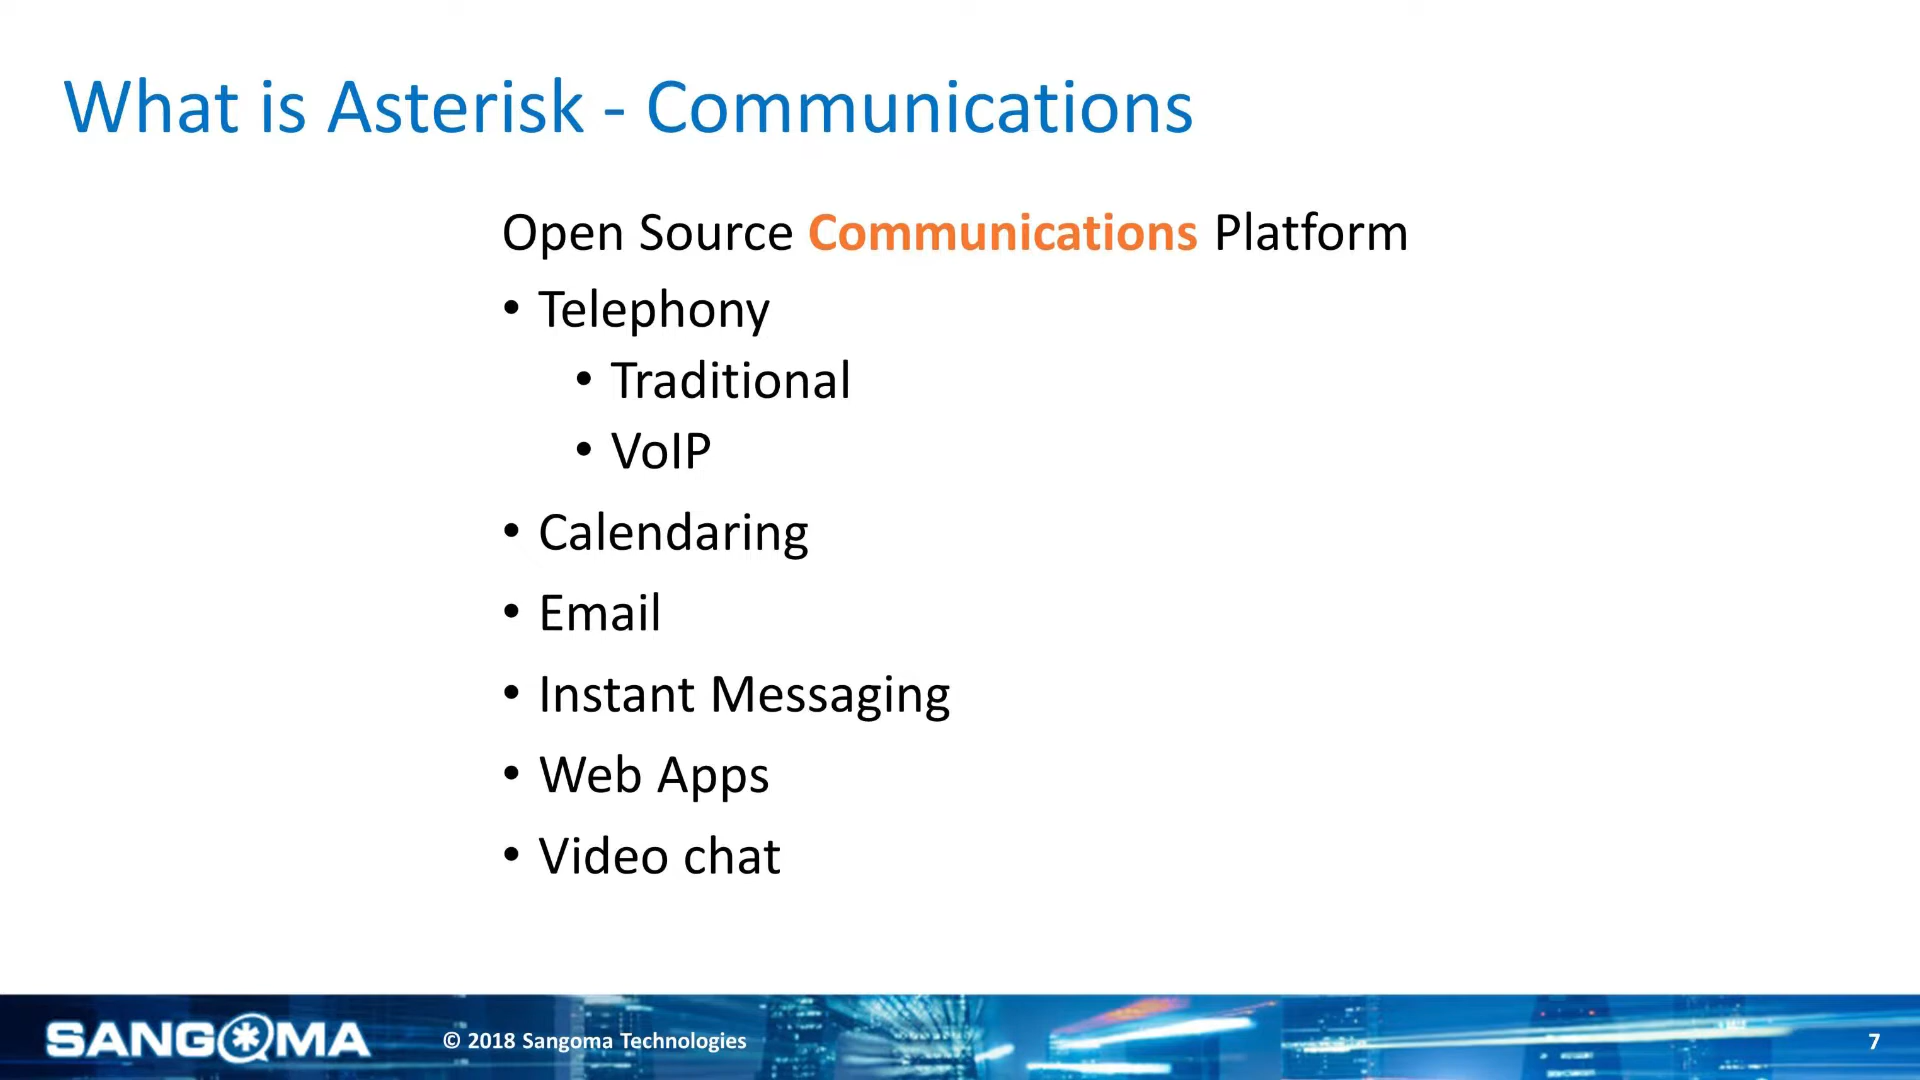 What is Asterisk - Communications
Open Source Communications Platform
• Telephony
• Traditional
• VoIP
• Calendaring
• Email
• Instant Messaging
• Web Apps
• Video chat
SANGOMA
© 2018 Sangoma Technologies
7